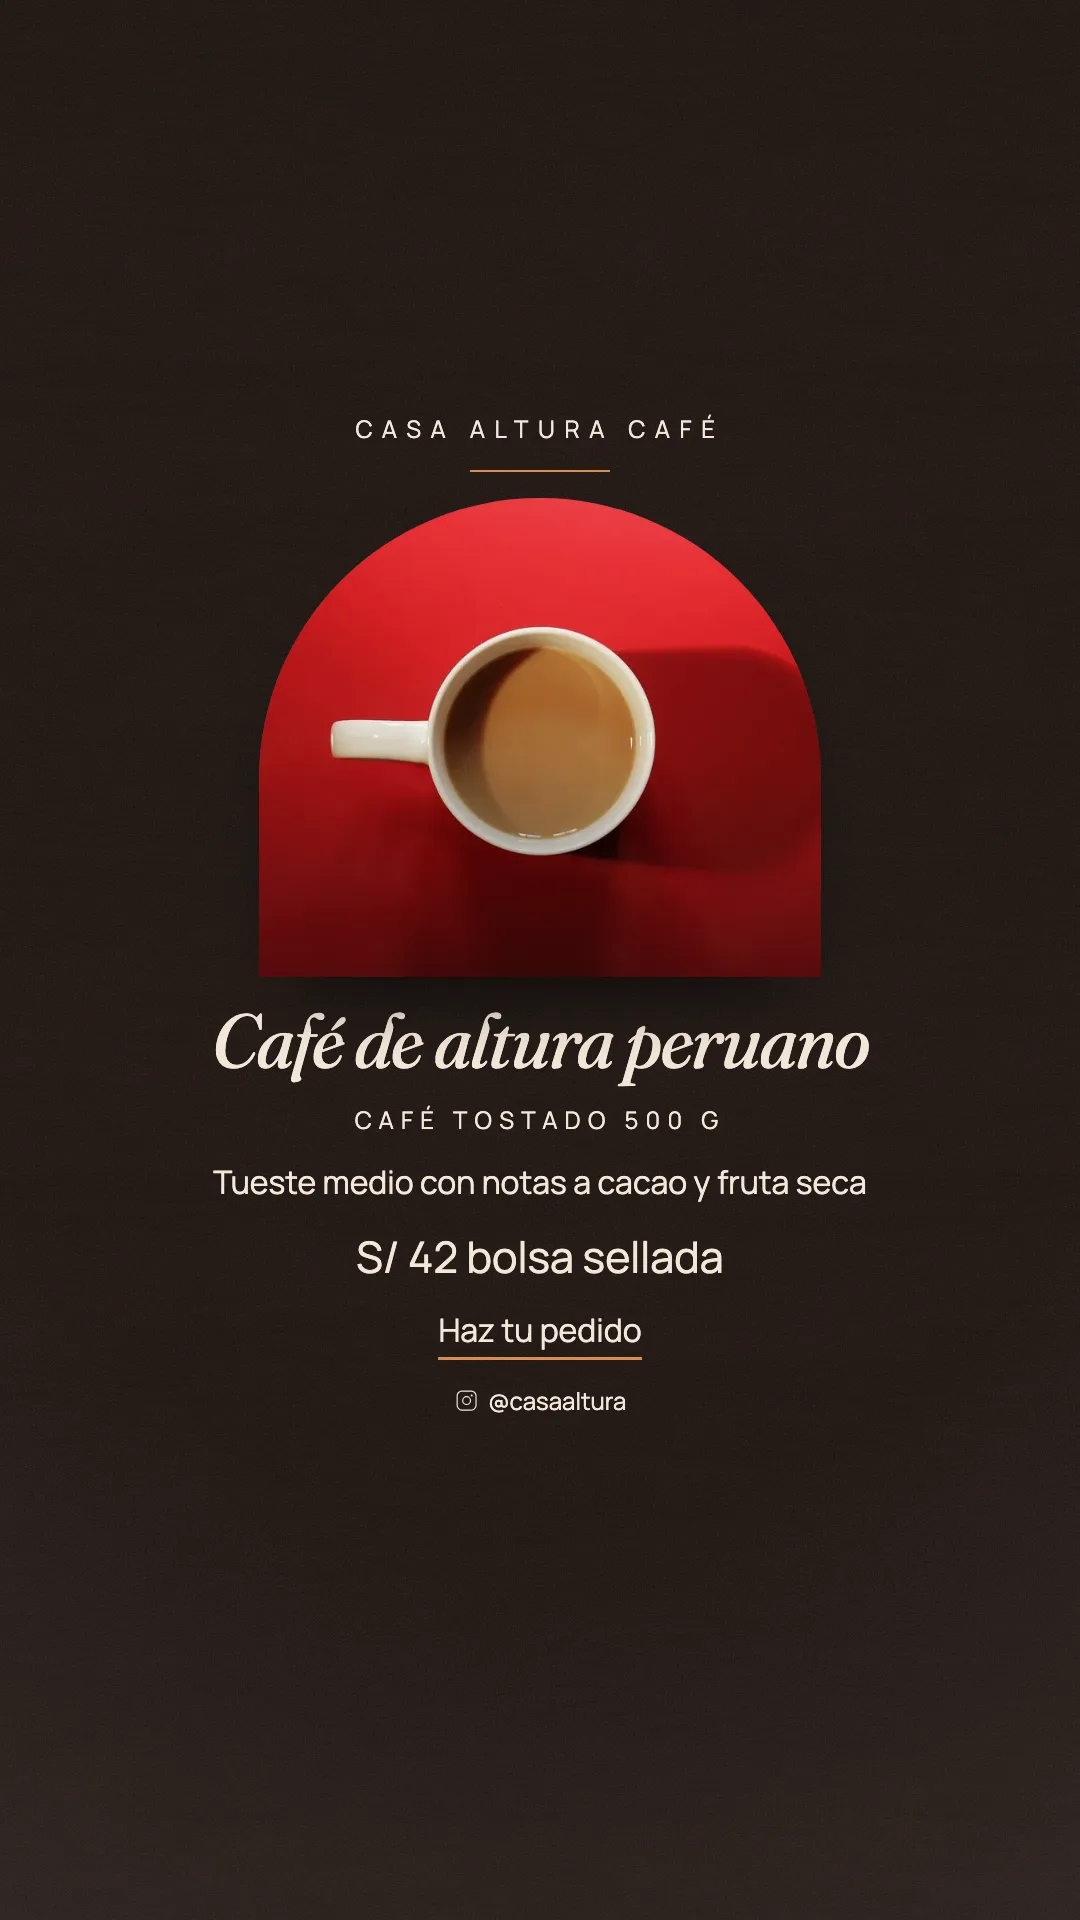 CASA ALTURA CAFÉ
Café de altura peruano
CAFÉ TOSTADO 500 G
Tueste medio con notas a cacao y fruta seca
S/ 42 bolsa sellada
Haz tu pedido
@casaaltura